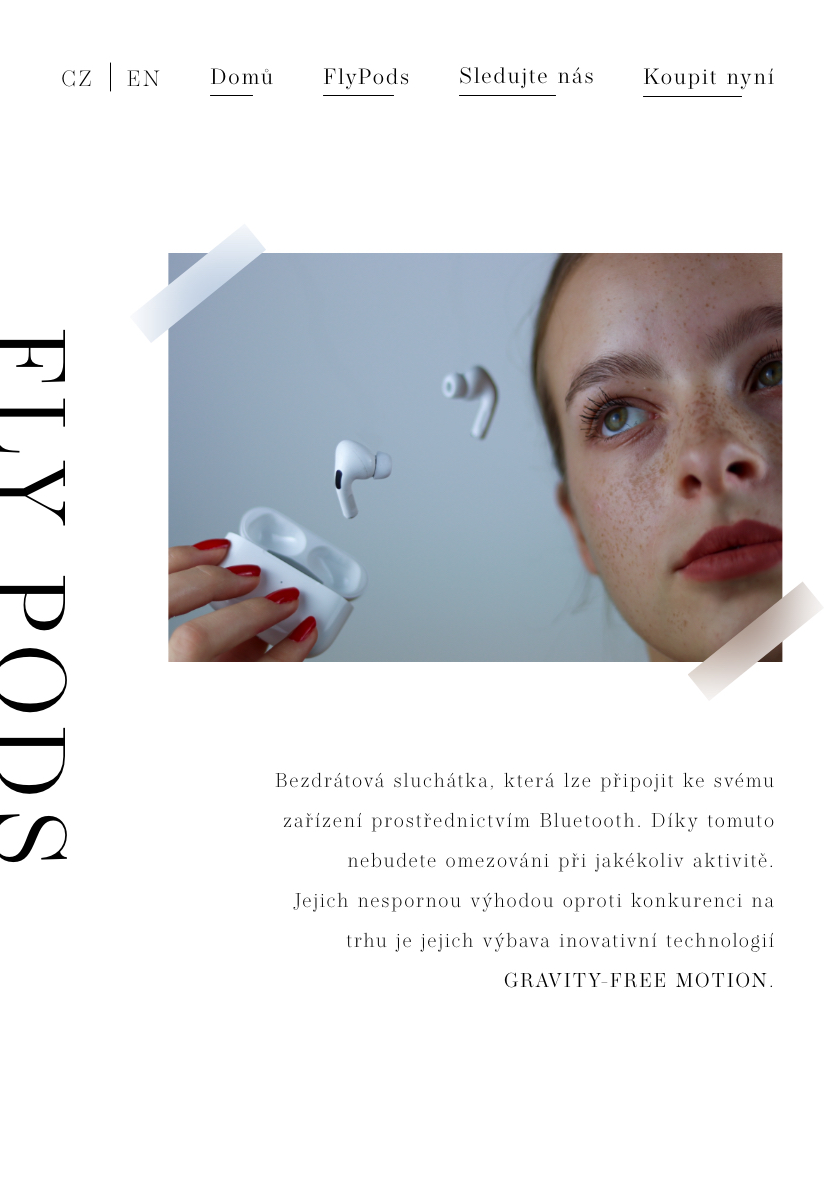 CZ | EN Domů FlyPods Sledujte nás Koupit nyní
FLY PODS
Bezdrátová sluchátka, která lze připojit ke svému
zařízení prostřednictvím Bluetooth. Díky tomuto
nebudete omezováni při jakékoliv aktivitě.
Jejich nespornou výhodou oproti konkurenci na
trhu je jejich výbava inovativní technologií
GRAVITY-FREE MOTION.